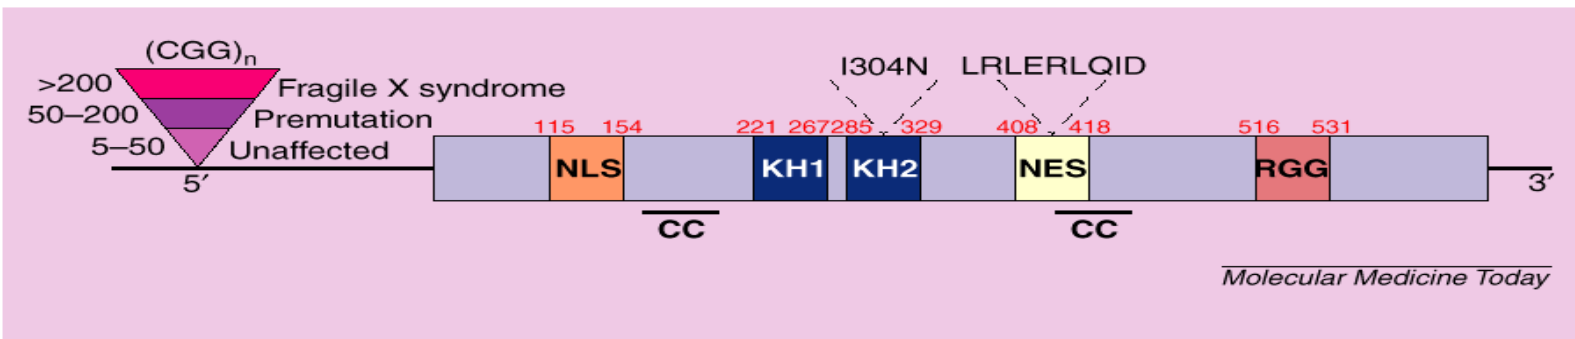 (CGG)n
>200 Fragile X syndrome
50–200 Premutation
5–50 Unaffected
5′
I304N LRLERLQID
115 154 221 267 285 329 408 418 516 531
NLS KH1 KH2 NES RGG
3′
CC CC
Molecular Medicine Today